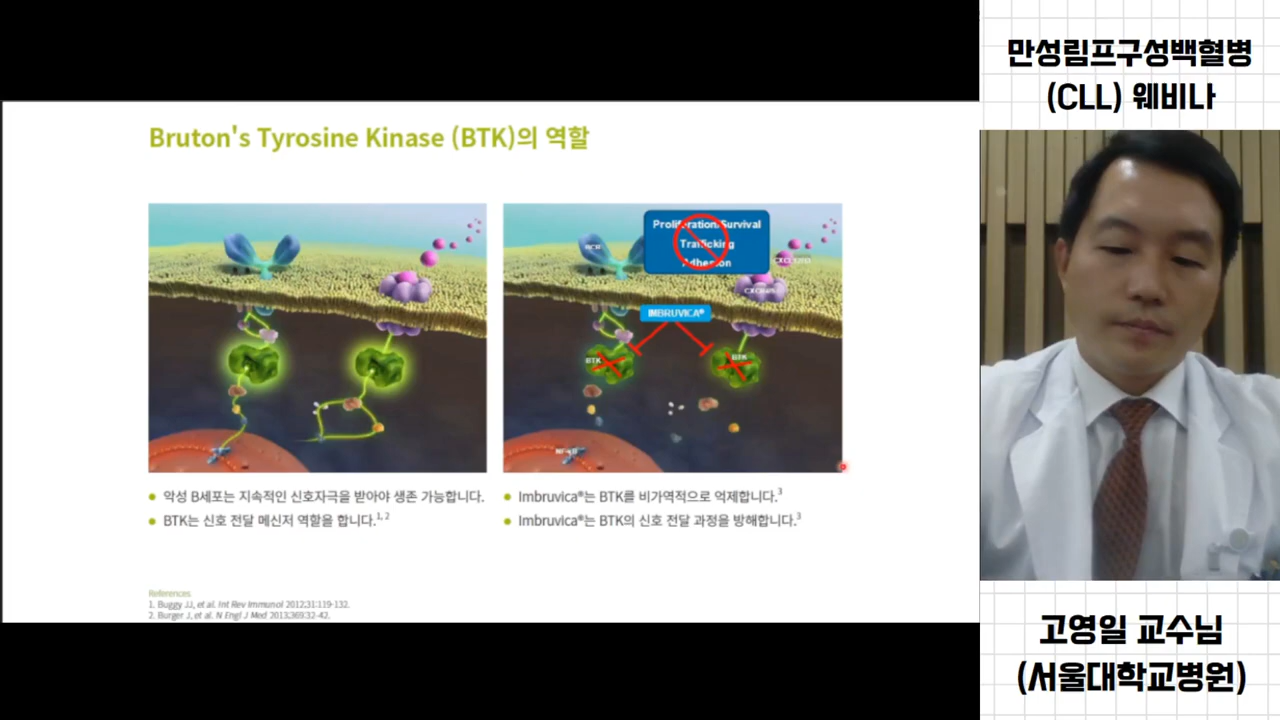 만성림프구성백혈병
(CLL) 웨비나
Bruton's Tyrosine Kinase (BTK)의 역할
BCR
Proliferation/Survival
Trafficking
Adhesion
IMBRUVICA®
BTK
BTK
악성 B세포는 지속적인 신호자극을 받아야 생존 가능합니다.
BTK는 신호 전달 메신저 역할을 합니다.1, 2
Imbruvica®는 BTK를 비가역적으로 억제합니다.3
Imbruvica®는 BTK의 신호 전달 과정을 방해합니다.3
References
1. Buggy JJ, et al. Int Rev Immunol 2012;31:119-132.
2. Burger J, et al. N Engl J Med 2013;369:32-42.
고영일 교수님
(서울대학교병원)